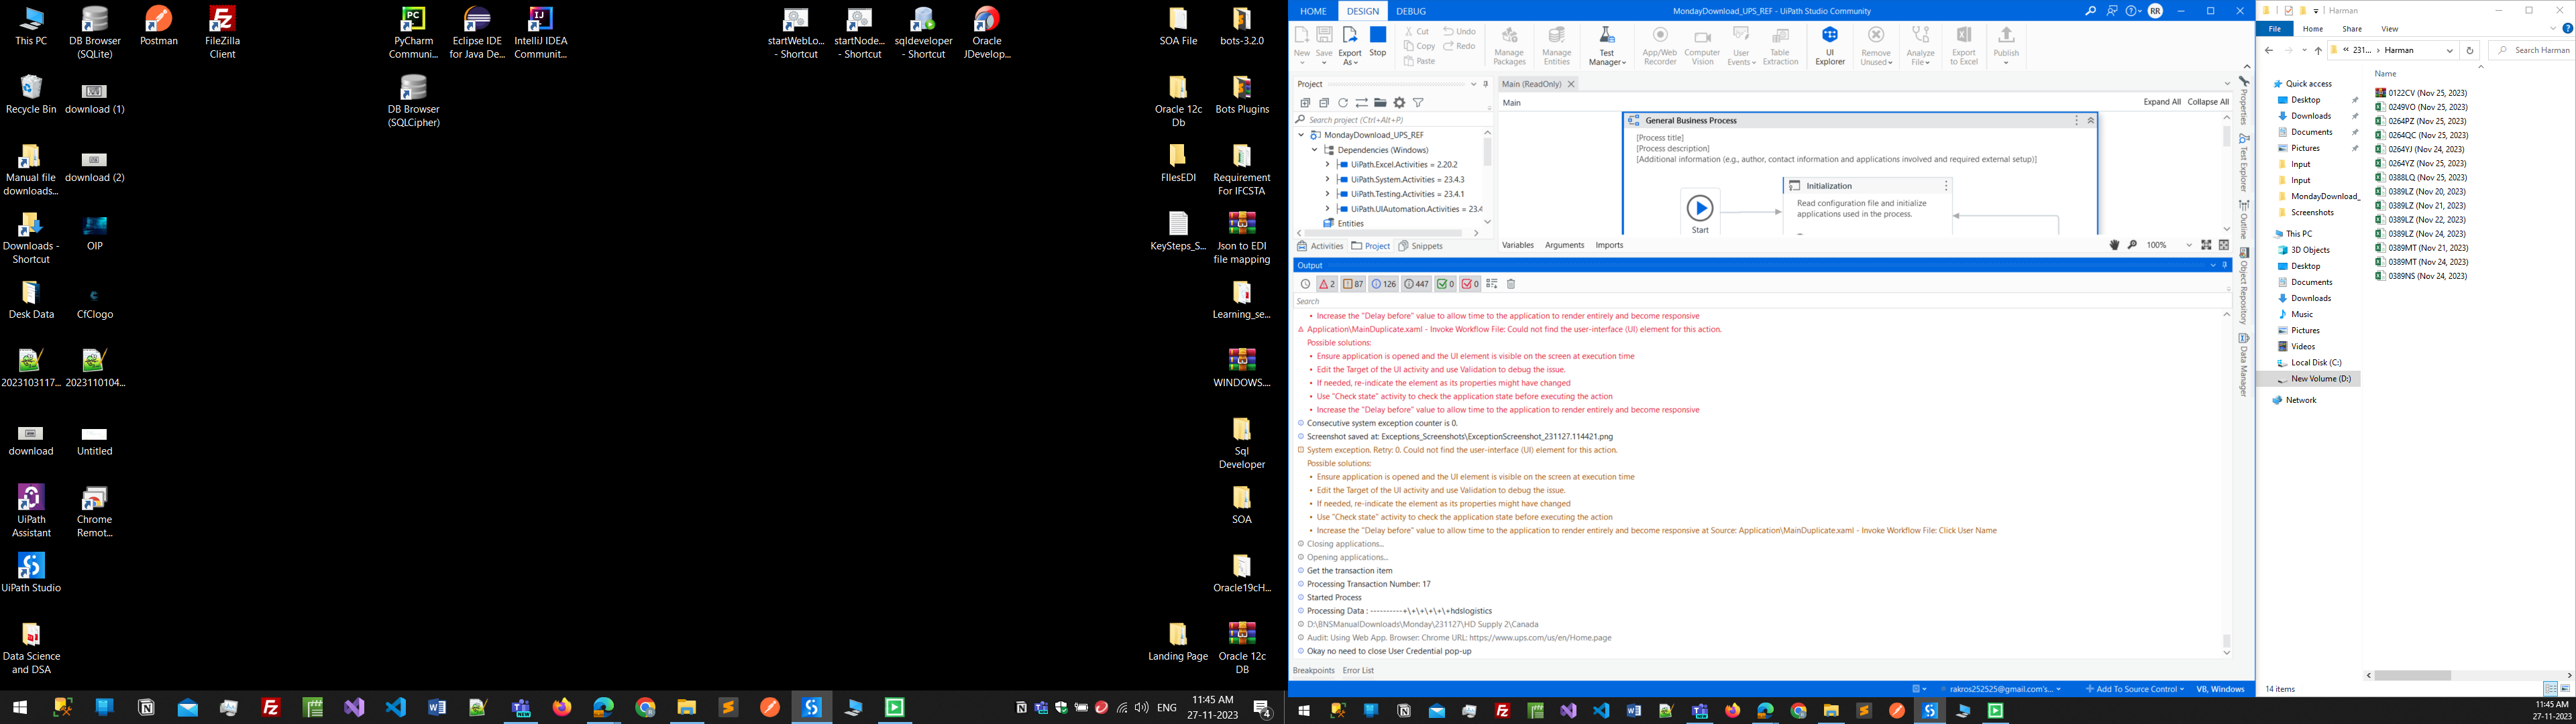 This PC
DB Browser
(SQLite)
Postman
FileZilla
Client
PyCharm
Communi...
Eclipse IDE
for Java De...
IntelliJ IDEA
Communit...
startWebLo...
- Shortcut
startNode...
- Shortcut
sqldeveloper
- Shortcut
Oracle
JDevelop...
SOA File
bots-3.2.0
Recycle Bin
download (1)
DB Browser
(SQLCipher)
Oracle 12c
Db
Bots Plugins
Manual file
downloads...
download (2)
FIlesEDI
Requirement
For IFCSTA
Downloads -
Shortcut
OIP
KeySteps_S...
Json to EDI
file mapping
Desk Data
CfClogo
Learning_se...
2023103117...
2023110104...
WINDOWS....
download
Untitled
Sql
Developer
UiPath
Assistant
Chrome
Remot...
SOA
UiPath Studio
Oracle19cH...
Data Science
and DSA
Landing Page
Oracle 12c
DB
ENG
11:45 AM
27-11-2023
4
HOME
DESIGN
DEBUG
MondayDownload_UPS_REF - UiPath Studio Community
RR
New
Save
Export
As
Stop
Cut
Copy
Paste
Undo
Redo
Manage
Packages
Manage
Entities
Test
Manager
App/Web
Recorder
Computer
Vision
User
Events
Table
Extraction
UI
Explorer
Remove
Unused
Analyze
File
Export
to Excel
Publish
Project
Search project (Ctrl+Alt+P)
MondayDownload_UPS_REF
Dependencies (Windows)
UiPath.Excel.Activities = 2.20.2
UiPath.System.Activities = 23.4.3
UiPath.Testing.Activities = 23.4.1
UiPath.UIAutomation.Activities = 23.4
Entities
Activities
Project
Snippets
Main (ReadOnly)
Main
Expand All
Collapse All
General Business Process
[Process title]
[Process description]
[Additional information (e.g., author, contact information and applications involved and required external setup)]
Start
Initialization
Read configuration file and initialize
applications used in the process.
Variables
Arguments
Imports
100%
Properties
Test Explorer
Outline
Object Repository
Data Manager
Output
2
87
126
447
0
0
Search
• Increase the "Delay before" value to allow time to the application to render entirely and become responsive
Application\MainDuplicate.xaml - Invoke Workflow File: Could not find the user-interface (UI) element for this action.
Possible solutions:
• Ensure application is opened and the UI element is visible on the screen at execution time
• Edit the Target of the UI activity and use Validation to debug the issue.
• If needed, re-indicate the element as its properties might have changed
• Use "Check state" activity to check the application state before executing the action
• Increase the "Delay before" value to allow time to the application to render entirely and become responsive
Consecutive system exception counter is 0.
Screenshot saved at: Exceptions_Screenshots\ExceptionScreenshot_231127.114421.png
System exception. Retry: 0. Could not find the user-interface (UI) element for this action.
Possible solutions:
• Ensure application is opened and the UI element is visible on the screen at execution time
• Edit the Target of the UI activity and use Validation to debug the issue.
• If needed, re-indicate the element as its properties might have changed
• Use "Check state" activity to check the application state before executing the action
• Increase the "Delay before" value to allow time to the application to render entirely and become responsive at Source: Application\MainDuplicate.xaml - Invoke Workflow File: Click User Name
Closing applications...
Opening applications...
Get the transaction item
Processing Transaction Number: 17
Started Process
Processing Data : ----------+\+\+\+\+\+hdslogistics
D:\BNSManualDownloads\Monday\231127\HD Supply 2\Canada
Audit: Using Web App. Browser: Chrome URL: https://www.ups.com/us/en/Home.page
Okay no need to close User Credential pop-up
Breakpoints
Error List
rakros252525@gmail.com's...
Add To Source Control
VB, Windows
Harman
File
Home
Share
View
231...
Harman
Search Harman
Quick access
Desktop
Downloads
Documents
Pictures
Input
Input
MondayDownload_
Screenshots
This PC
3D Objects
Desktop
Documents
Downloads
Music
Pictures
Videos
Local Disk (C:)
New Volume (D:)
Network
Name
0122CV (Nov 25, 2023)
0249VO (Nov 25, 2023)
0264PZ (Nov 25, 2023)
0264QC (Nov 25, 2023)
0264YJ (Nov 24, 2023)
0264YZ (Nov 25, 2023)
0388LQ (Nov 25, 2023)
0389LZ (Nov 20, 2023)
0389LZ (Nov 21, 2023)
0389LZ (Nov 22, 2023)
0389LZ (Nov 24, 2023)
0389MT (Nov 21, 2023)
0389MT (Nov 24, 2023)
0389NS (Nov 24, 2023)
14 items
11:45 AM
27-11-2023